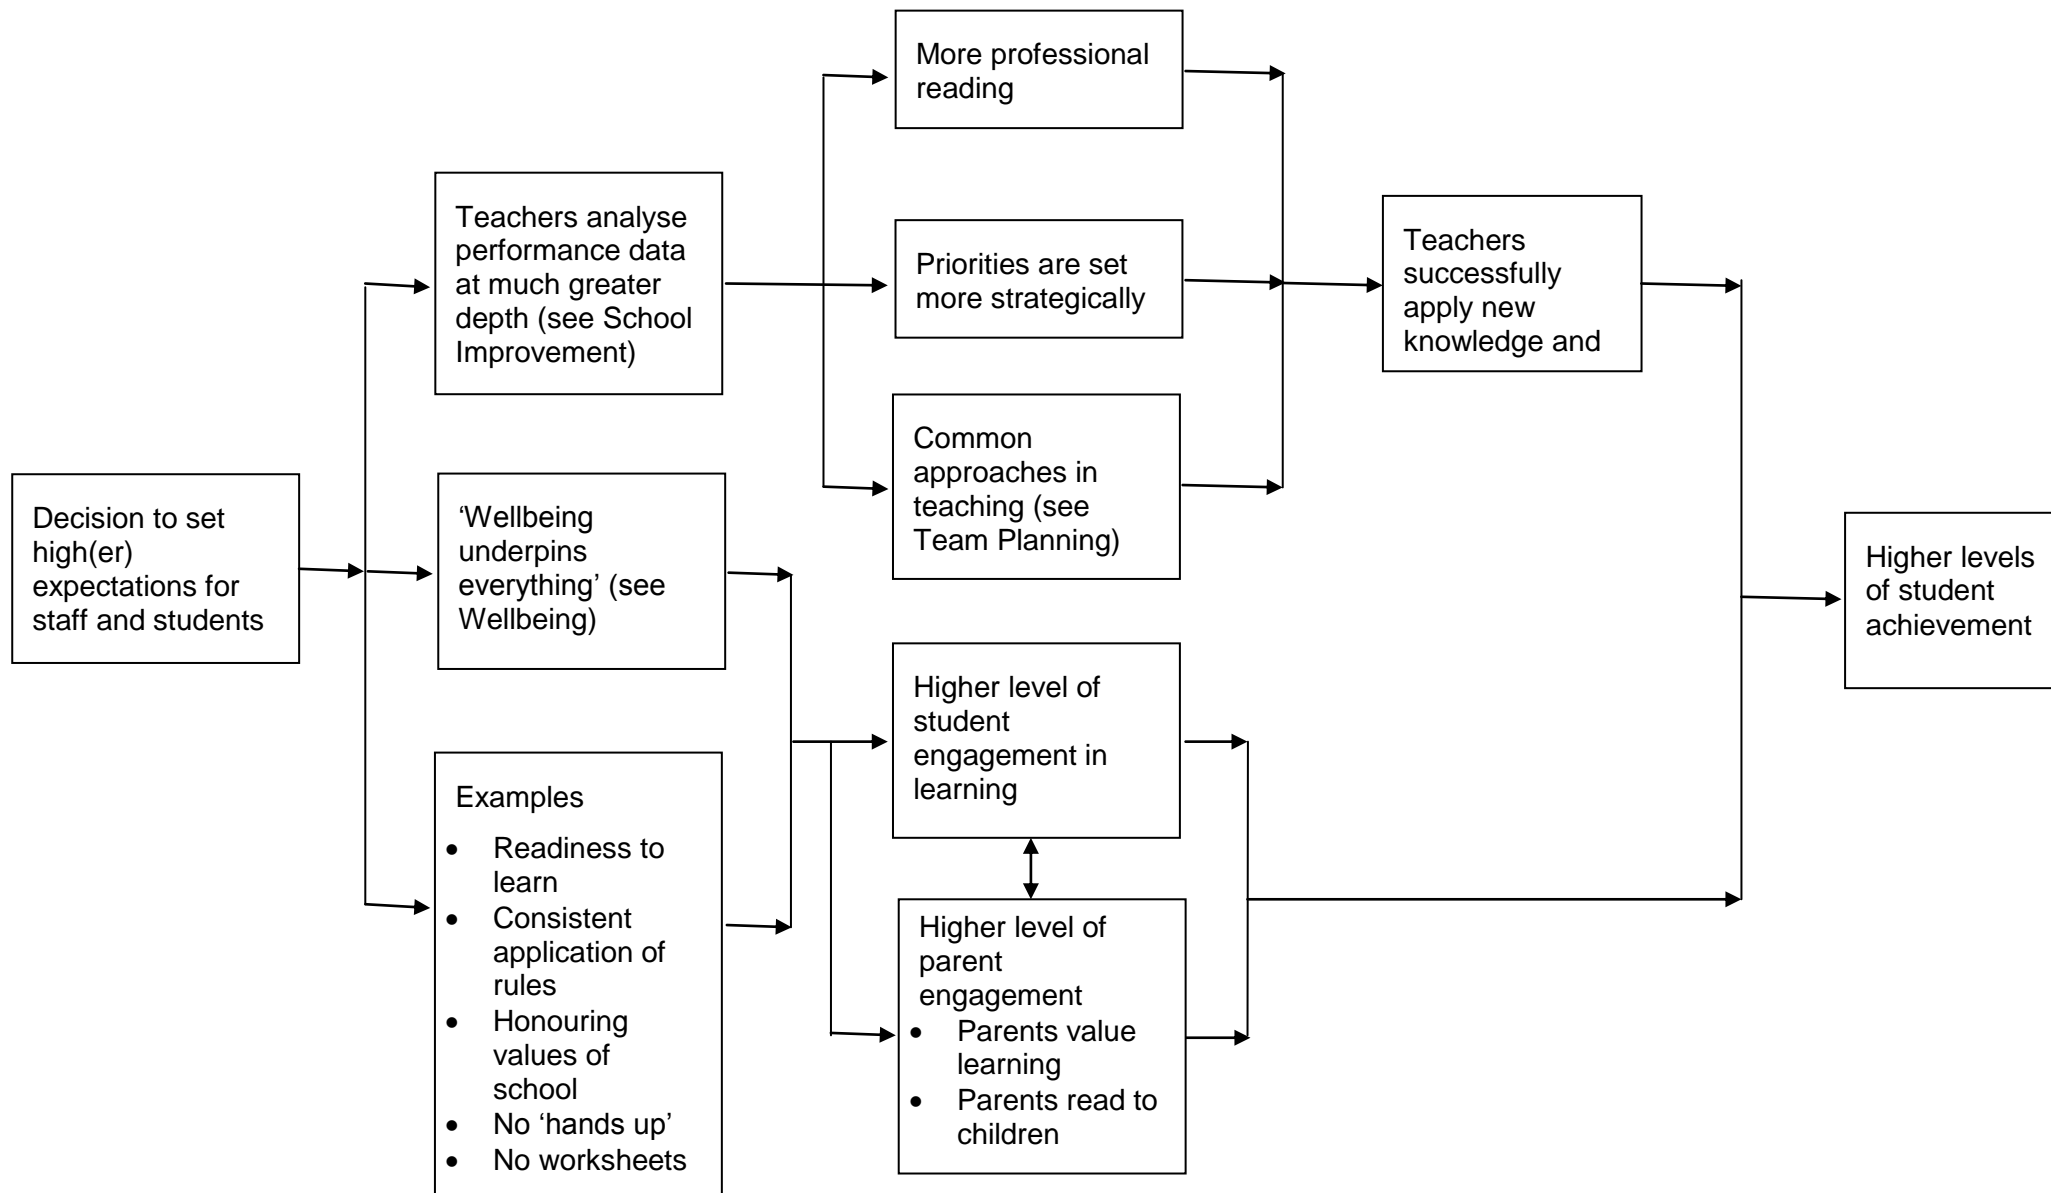 Decision to set
high(er)
expectations for
staff and students
Teachers analyse
performance data
at much greater
depth (see School
Improvement)
‘Wellbeing
underpins
everything’ (see
Wellbeing)
Examples
• Readiness to
learn
• Consistent
application of
rules
• Honouring
values of
school
• No ‘hands up’
• No worksheets
More professional
reading
Priorities are set
more strategically
Common
approaches in
teaching (see
Team Planning)
Higher level of
student
engagement in
learning
Higher level of
parent
engagement
• Parents value
learning
• Parents read to
children
Teachers
successfully
apply new
knowledge and
Higher levels
of student
achievement